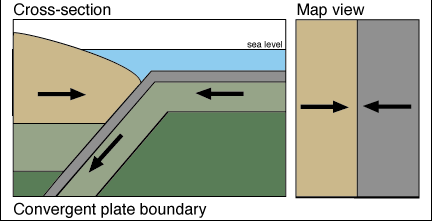 Cross-section
Map view
sea level
Convergent plate boundary